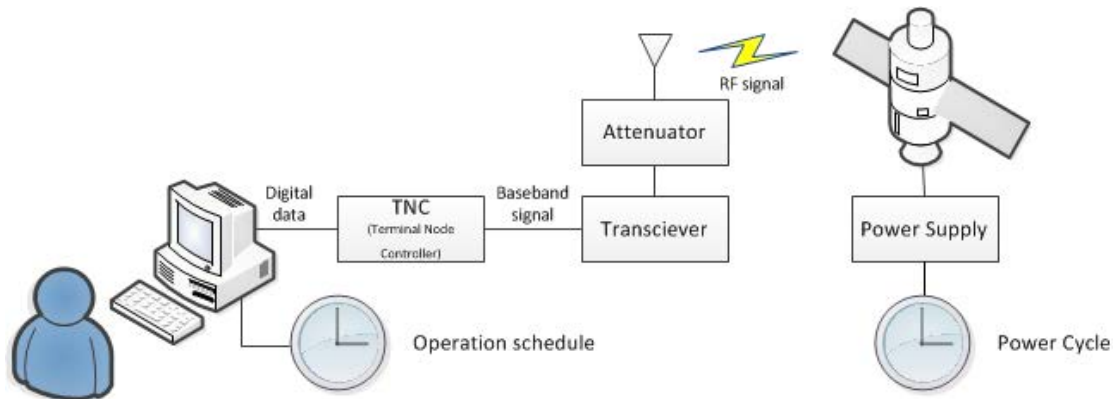 RF signal
Attenuator
Digital
data
TNC
(Terminal Node
Controller)
Baseband
signal
Transciever
Power Supply
Operation schedule
Power Cycle